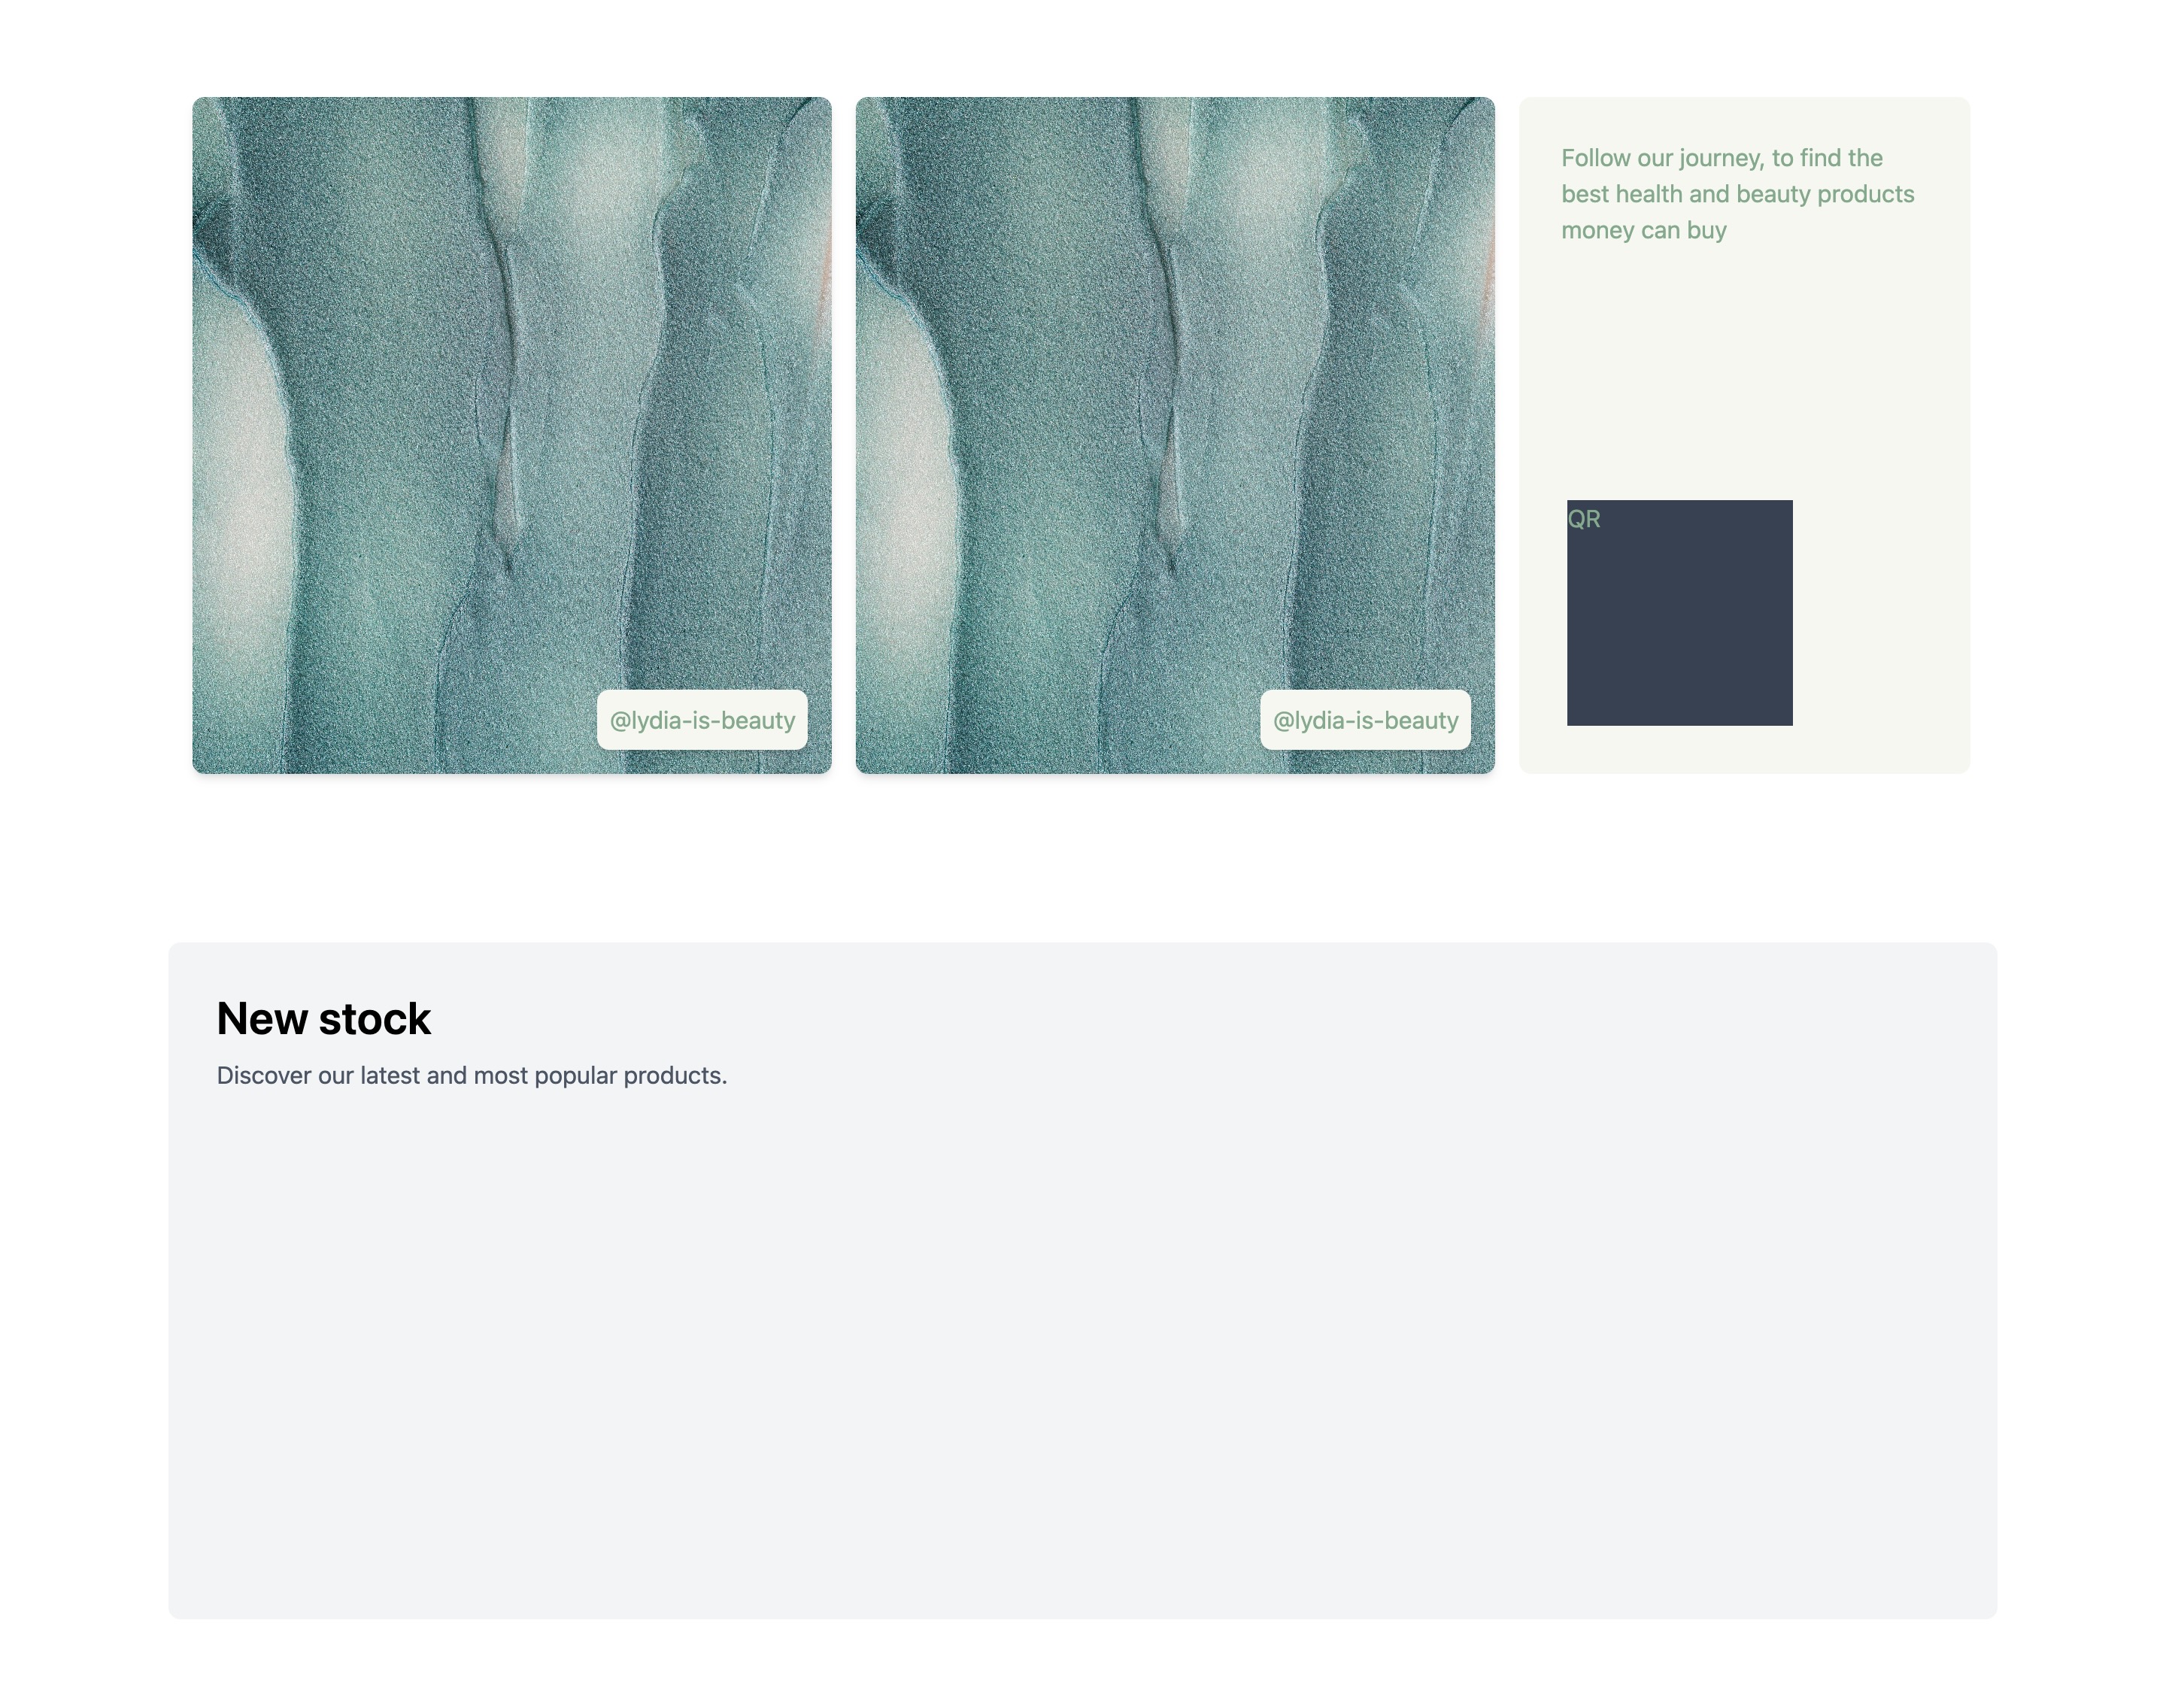 Follow our journey, to find the
best health and beauty products
money can buy
QR
@lydia-is-beauty
@lydia-is-beauty
New stock
Discover our latest and most popular products.